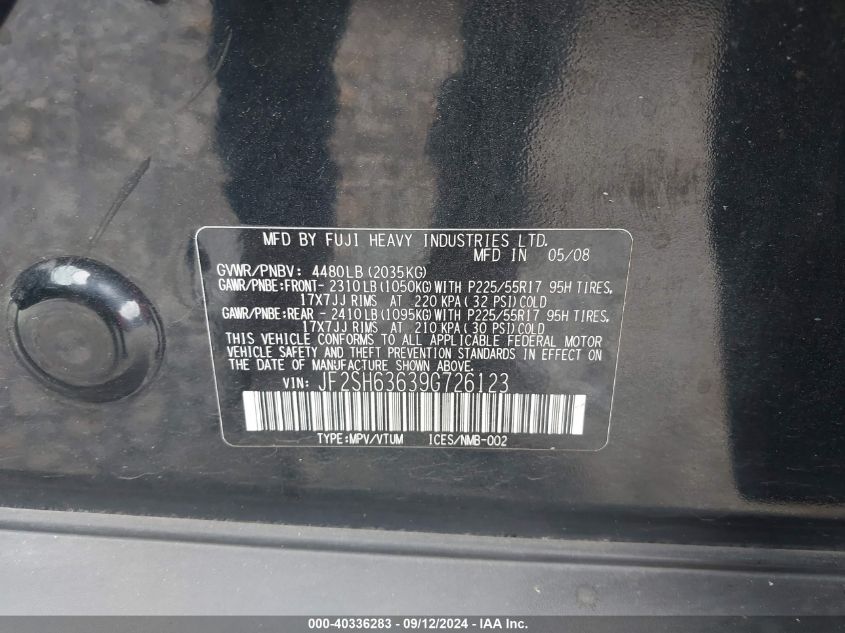 MFD BY FUJI HEAVY INDUSTRIES LTD.
MFD IN 05/08
GVWR/PNBV: 4480LB (2035KG)
GAWR/PNBE:FRONT- 2310LB (1050KG) WITH P225/55R17 95H TIRES,
17X7JJ RIMS AT 220 KPA (32 PSI) COLD
GAWR/PNBE:REAR - 2410LB (1095KG) WITH P225/55R17 95H TIRES,
17X7JJ RIMS AT 210 KPA (30 PSI) COLD
THIS VEHICLE CONFORMS TO ALL APPLICABLE FEDERAL MOTOR
VEHICLE SAFETY AND THEFT PREVENTION STANDARDS IN EFFECT ON
THE DATE OF MANUFACTURE SHOWN ABOVE.
VIN: JF2SH63639G726123
TYPE:MPV/VTUM ICES/NMB-002
000-40336283 - 09/12/2024 - IAA Inc.